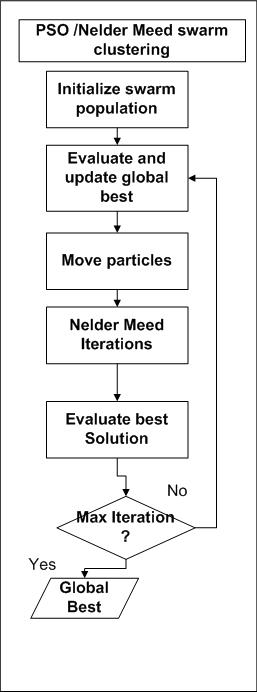 PSO /Nelder Meed swarm
clustering
Initialize swarm
population
Evaluate and
update global
best
Move particles
Nelder Meed
Iterations
Evaluate best
Solution
No
Max Iteration
?
Yes
Global
Best